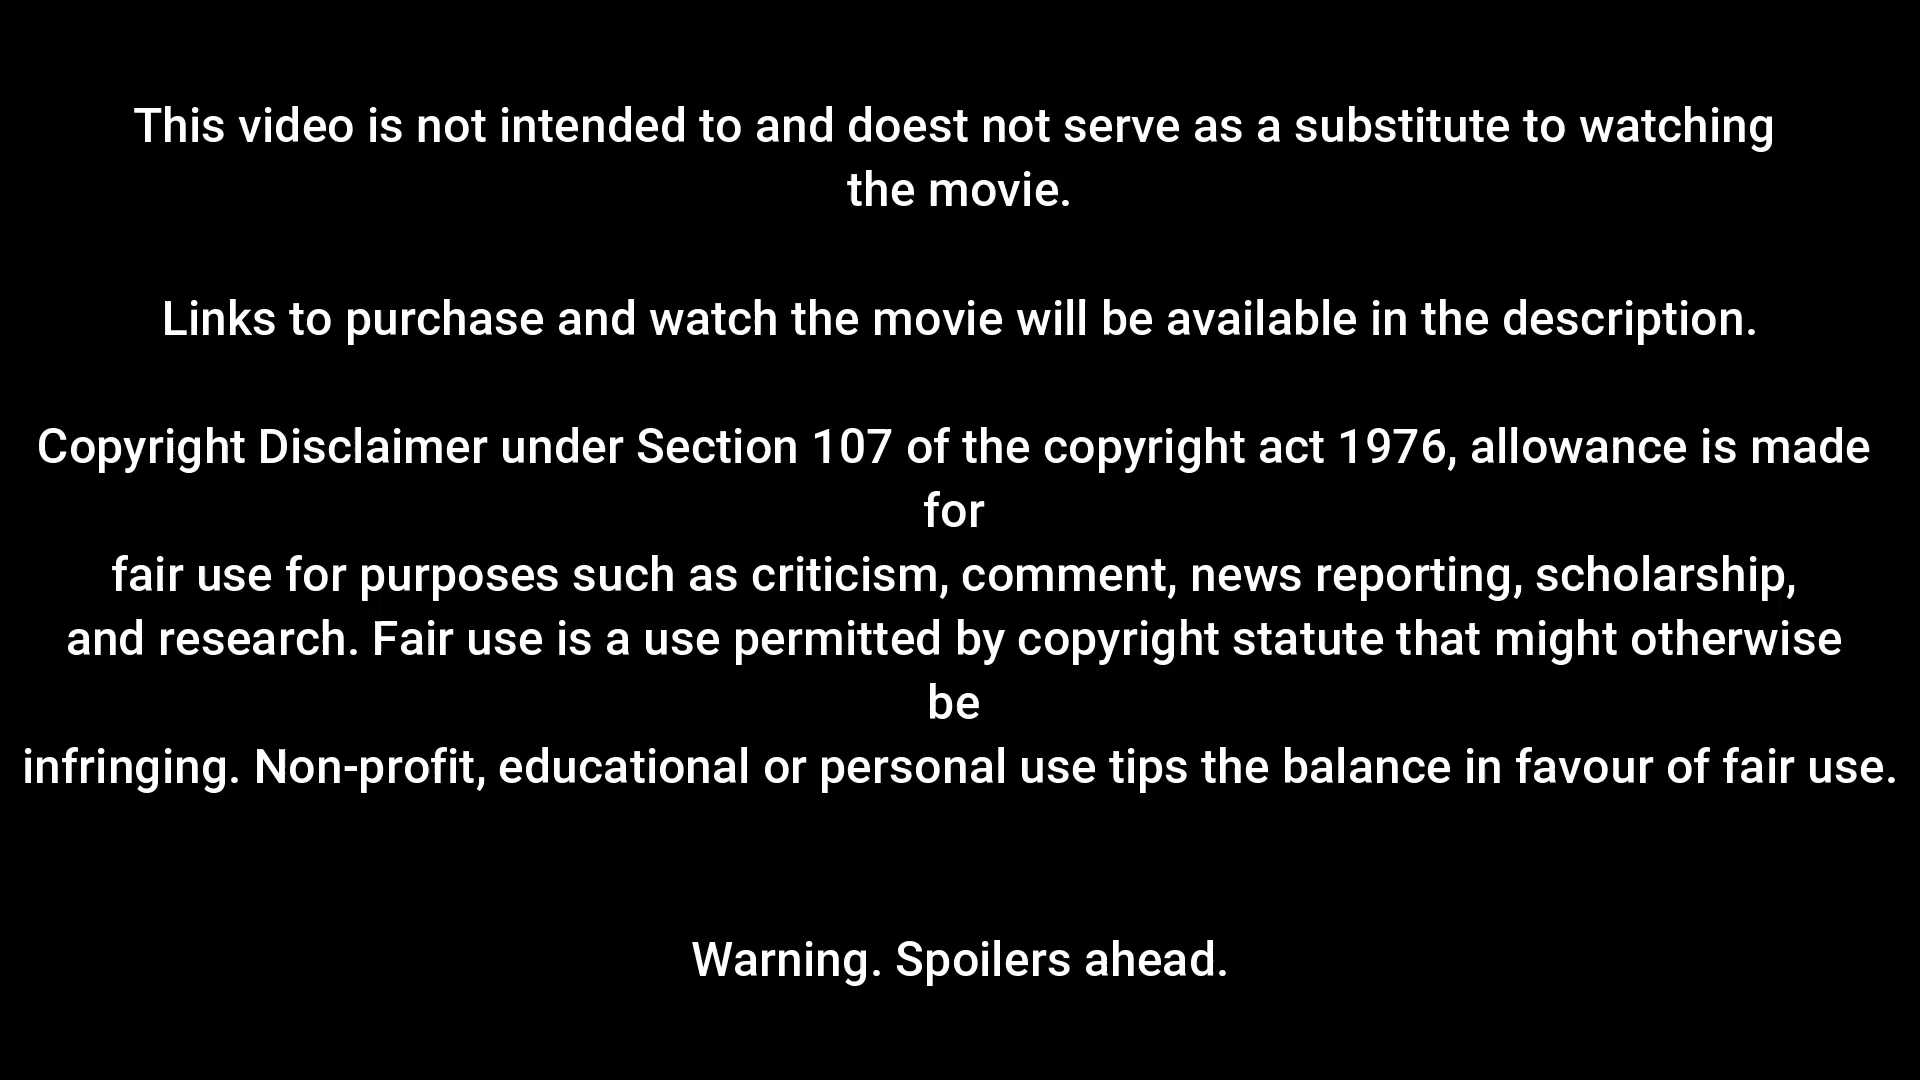 This video is not intended to and doest not serve as a substitute to watching
the movie.
Links to purchase and watch the movie will be available in the description.
Copyright Disclaimer under Section 107 of the copyright act 1976, allowance is made
for
fair use for purposes such as criticism, comment, news reporting, scholarship,
and research. Fair use is a use permitted by copyright statute that might otherwise
be
infringing. Non-profit, educational or personal use tips the balance in favour of fair use.
Warning. Spoilers ahead.